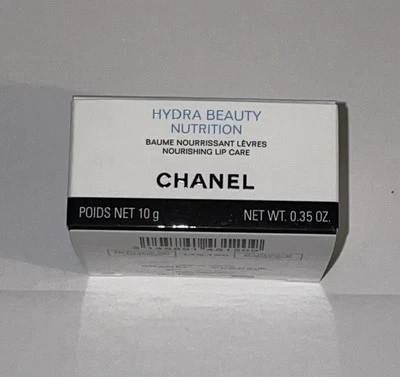 HYDRA BEAUTY
NUTRITION
BAUME NOURRISSANT LÈVRES
NOURISHING LIP CARE
CHANEL
POIDS NET 10 g
NET WT. 0.35 OZ.